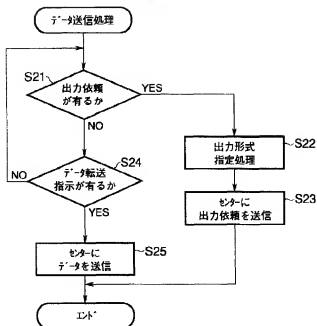 データ送信処理
S21
出力依頼
が有るか
YES
NO
S22
出力形式
指定処理
S24
データ転送
指示が有るか
NO
YES
S23
センターに
出力依頼を送信
S25
センターに
データを送信
エンド